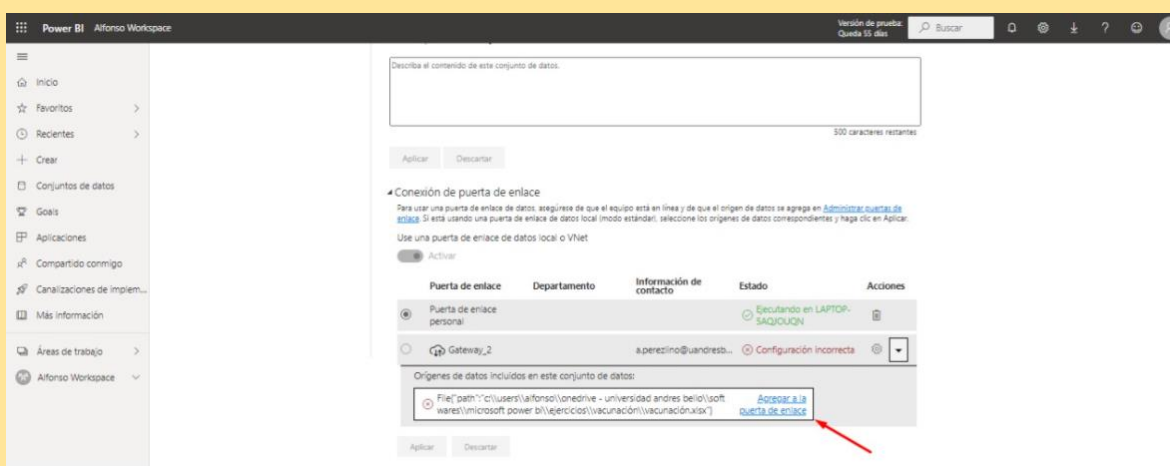 Power BI Alfonso Workspace
Versión de prueba:
Queda 55 días
Buscar
Inicio
Favoritos
Recientes
Crear
Conjuntos de datos
Goals
Aplicaciones
Compartido conmigo
Canalizaciones de implem...
Más información
Áreas de trabajo
Alfonso Workspace
Describa el contenido de este conjunto de datos.
500 caracteres restantes
Aplicar Descartar
Conexión de puerta de enlace
Para usar una puerta de enlace de datos, asegúrese de que el equipo está en línea y de que el origen de datos se agrega en Administrar puertas de
enlace. Si está usando una puerta de enlace de datos local (modo estándar), seleccione los orígenes de datos correspondientes y haga clic en Aplicar.
Use una puerta de enlace de datos local o VNet
Activar
Puerta de enlace Departamento Información de contacto Estado Acciones
Puerta de enlace
personal
Ejecutando en LAPTOP-
Gateway_2 Configuración incorrecta
Orígenes de datos incluidos en este conjunto de datos:
File{"path":"c:\\users\\alfonso\\onedrive - universidad andres bello\\soft
wares\\microsoft power bi\\ejercicios\\vacunación\\vacunación.xlsx"}
Agregar a la
puerta de enlace
Aplicar Descartar